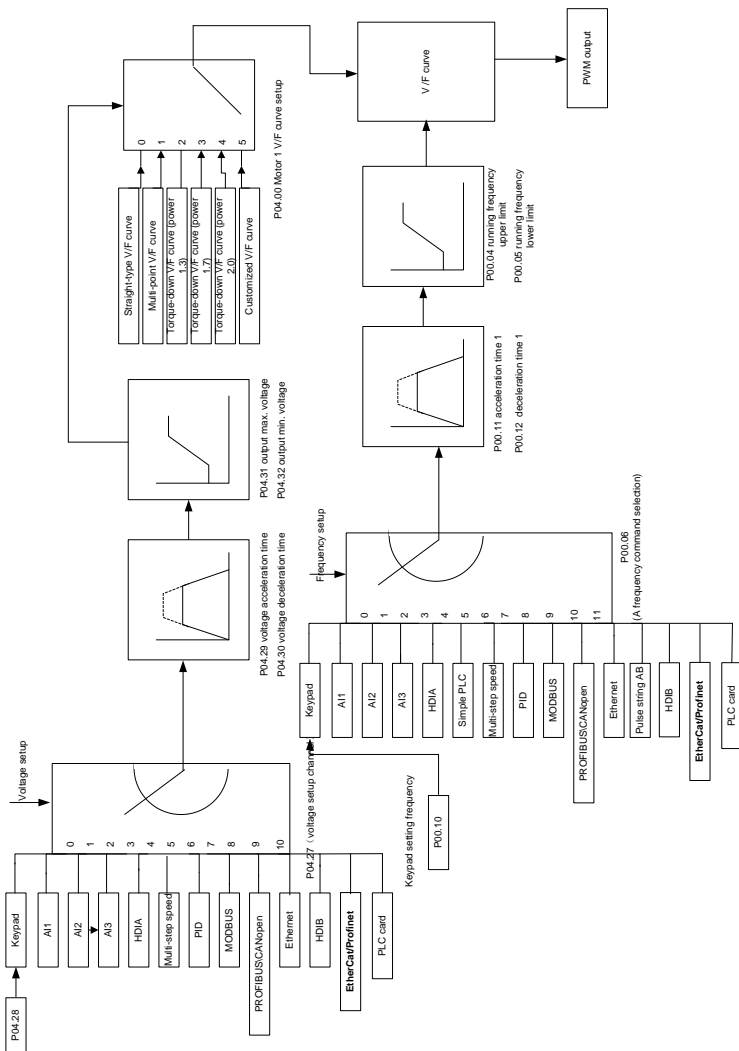 P04.28
Keypad
AI1
AI2
AI3
HDIA
Multi-step speed
PID
MODBUS
PROFIBUS\CANopen
Ethernet
HDIB
EtherCat/Profinet
PLC card
Voltage setup
0
1
2
3
4
5
6
7
8
9
10
P04.27（voltage setup channel
P04.29 voltage acceleration time
P04.30 voltage deceleration time
P04.31 output max. voltage
P04.32 output min. voltage
Straight-type V/F curve
Multi-point V/F curve
Torque-down V/F curve (power
1.3)
Torque-down V/F curve (power
1.7)
Torque-down V/F curve (power
2.0)
Customized V/F curve
0
1
2
3
4
5
P04.00 Motor 1 V/F curve setup
Keypad setting frequency
P00.10
Keypad
AI1
AI2
AI3
HDIA
Simple PLC
Multi-step speed
PID
MODBUS
PROFIBUS\CANopen
Ethernet
Pulse string AB
HDIB
EtherCat/Profinet
PLC card
Frequency setup
0
1
2
3
4
5
6
7
8
9
10
11
P00.06
(A frequency command selection)
P00.11 acceleration time 1
P00.12 deceleration time 1
P00.04 running frequency
upper limit
P00.05 running frequency
lower limit
V /F curve
PWM output